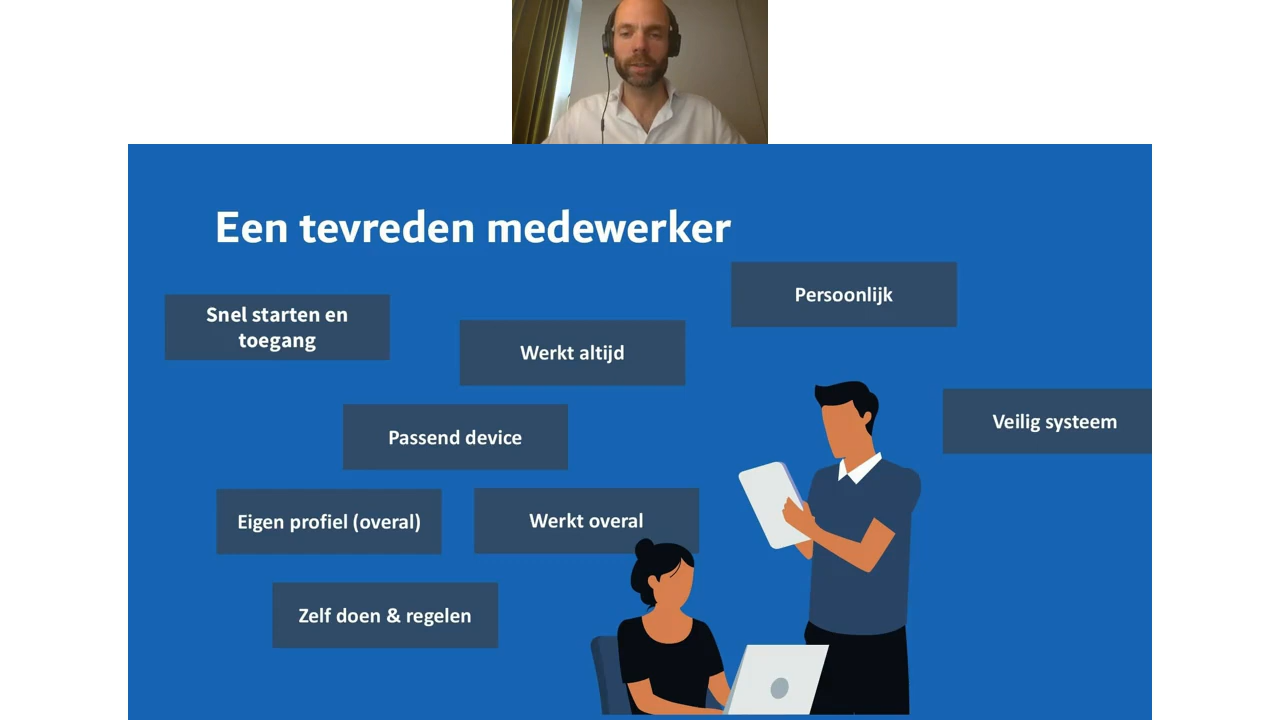 Een tevreden medewerker
Persoonlijk
Snel starten en
toegang
Werkt altijd
Veilig systeem
Passend device
Eigen profiel (overal)
Werkt overal
Zelf doen & regelen